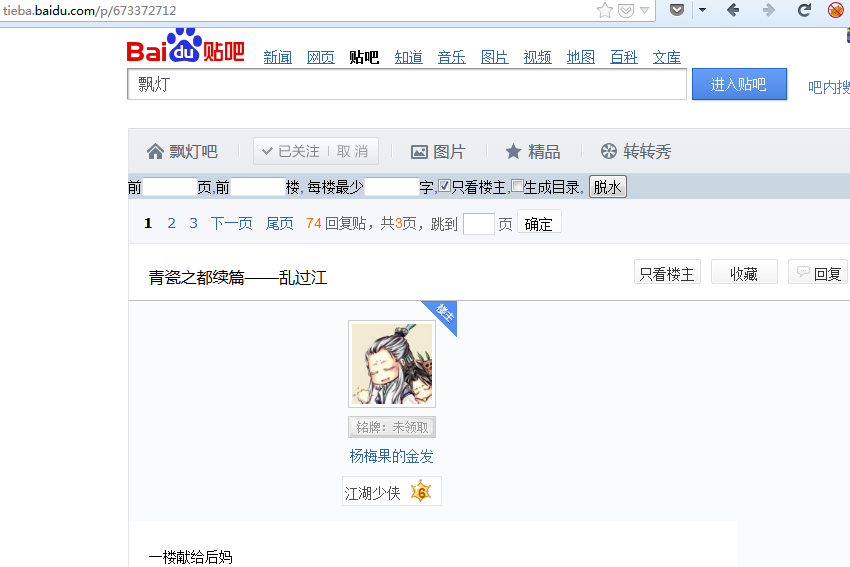 tieba.baidu.com/p/673372712
Bai du 贴吧 新闻 网页 贴吧 知道 音乐 图片 视频 地图 百科 文库
飘灯 进入贴吧 吧内搜
飘灯吧 已关注 取消 图片 精品 转转秀
前 页,前 楼, 每楼最少 字, 只看楼主, 生成目录, 脱水
1 2 3 下一页 尾页 74回复贴，共3页，跳到 页 确定
青瓷之都续篇——乱过江 只看楼主 收藏 回复
楼主
铭牌：未领取
杨梅果的金发
江湖少侠 6
一楼献给后妈